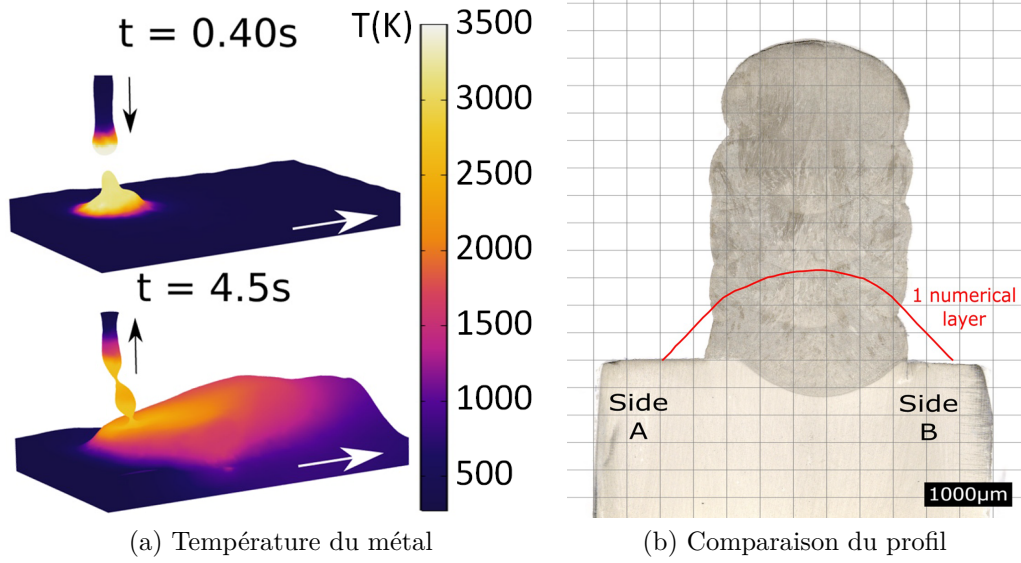 t = 0.40s
T(K)
3500
3000
2500
2000
1500
1000
500
t = 4.5s
1 numerical
layer
Side
A
Side
B
1000µm
(a) Température du métal
(b) Comparaison du profil